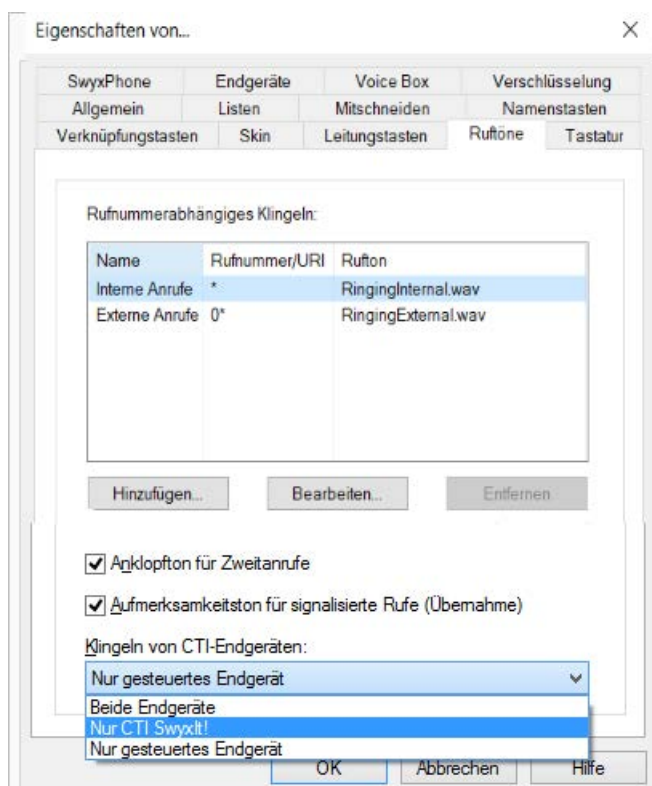 Eigenschaften von...
SwyxPhone Endgeräte Voice Box Verschlüsselung
Allgemein Listen Mitschneiden Namenstasten
Verknüpfungstasten Skin Leitungstasten Ruftöne Tastatur
Rufnummerabhängiges Klingeln:
Name Rufnummer/URI Rufton
Interne Anrufe * RingingInternal.wav
Externe Anrufe 0* RingingExternal.wav
Hinzufügen... Bearbeiten... Entfernen
Anklopfton für Zweitanrufe
Aufmerksamkeitston für signalisierte Rufe (Übernahme)
Klingeln von CTI-Endgeräten:
Nur gesteuertes Endgerät
Beide Endgeräte
Nur CTI SwyxIt!
Nur gesteuertes Endgerät
OK Abbrechen Hilfe